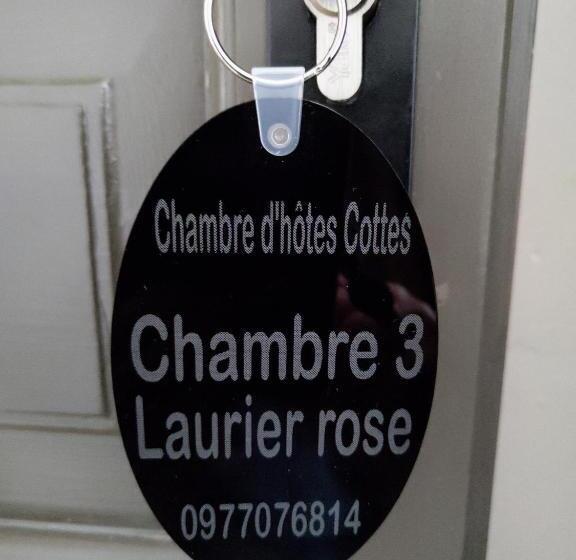 Chambre d'hôtes Cottes
Chambre 3
Laurier rose
0977076814